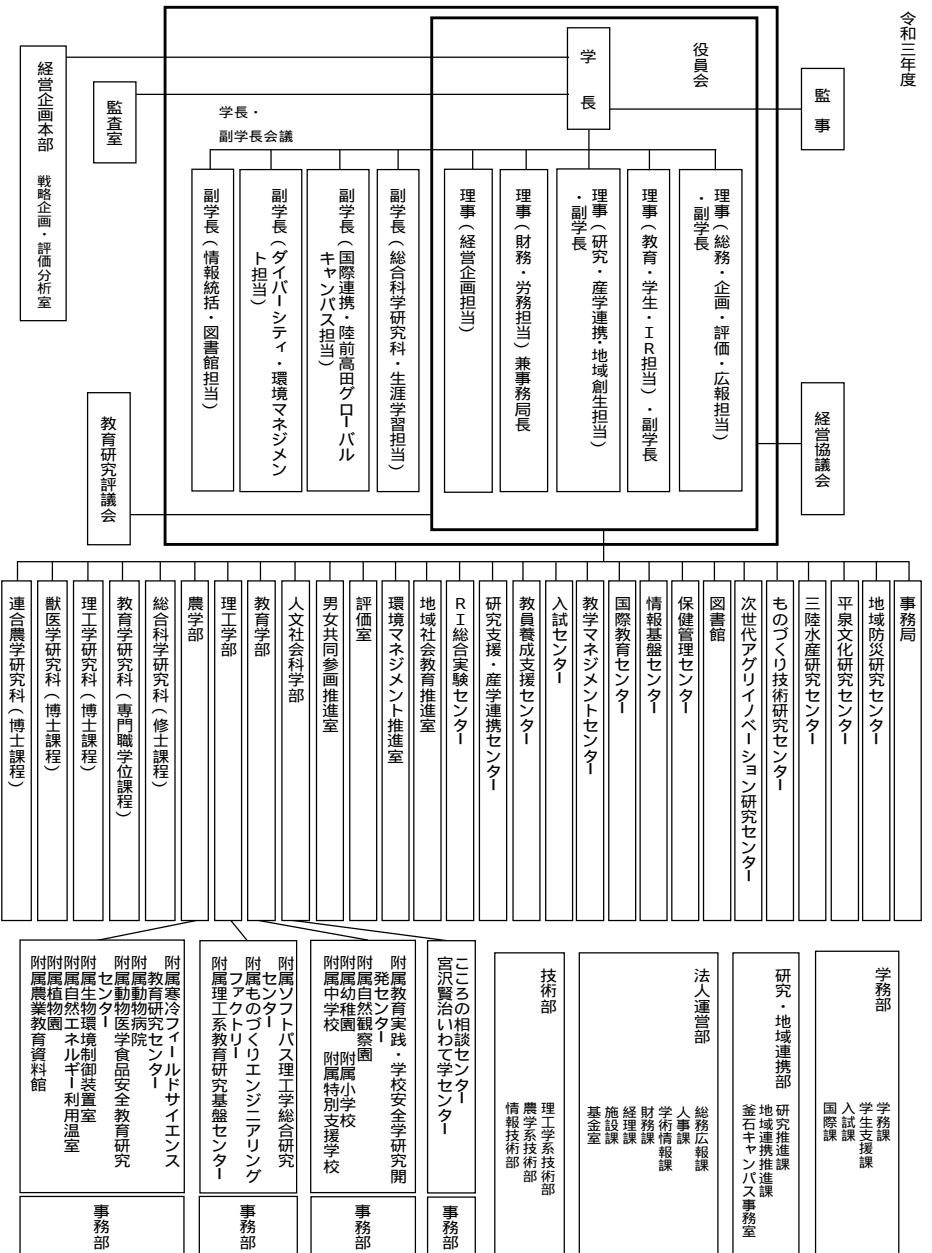 令和三年度
監事
役員会
学長
学長・
副学長会議
監査室
経営企画本部 戦略企画・評価分析室
理事（総務・企画・評価・広報担当）
・副学長
理事（教育・学生・ＩＲ担当）・副学長
理事（研究・産学連携・地域創生担当）
・副学長
理事（財務・労務担当）兼事務局長
理事（経営企画担当）
副学長（総合科学研究科・生涯学習担当）
副学長（国際連携・陸前高田グローバル
キャンパス担当）
副学長（ダイバーシティ・環境マネジメン
ト担当）
副学長（情報統括・図書館担当）
経営協議会
教育研究評議会
事務局
地域防災研究センター
平泉文化研究センター
三陸水産研究センター
ものづくり技術研究センター
次世代アグリイノベーション研究センター
図書館
保健管理センター
情報基盤センター
国際教育センター
教学マネジメントセンター
入試センター
教員養成支援センター
研究支援・産学連携センター
ＲＩ総合実験センター
地域社会教育推進室
環境マネジメント推進室
評価室
男女共同参画推進室
人文社会科学部
教育学部
理工学部
農学部
総合科学研究科（修士課程）
教育学研究科（専門職学位課程）
理工学研究科（博士課程）
獣医学研究科（博士課程）
連合農学研究科（博士課程）
学務部
学務課
学生支援課
入試課
国際課
研究・地域連携部
研究推進課
地域連携推進課
釜石キャンパス事務室
法人運営部
総務広報課
人事課
学術情報課
財務課
経理課
施設課
基金室
技術部
理工学系技術部
農学系技術部
情報技術部
こころの相談センター
宮沢賢治いわて学センター
事務部
附属教育実践・学校安全学研究開
発センター
附属自然観察園
附属幼稚園 附属小学校
附属中学校 附属特別支援学校
事務部
附属ソフトパス理工学総合研究
センター
附属ものづくりエンジニアリング
ファクトリー
附属理工系教育研究基盤センター
事務部
附属寒冷フィールドサイエンス
教育研究センター
附属動物病院
附属動物医学食品安全教育研究
センター
附属生物環境制御装置室
附属自然エネルギー利用温室
附属植物園
附属農業教育資料館
事務部